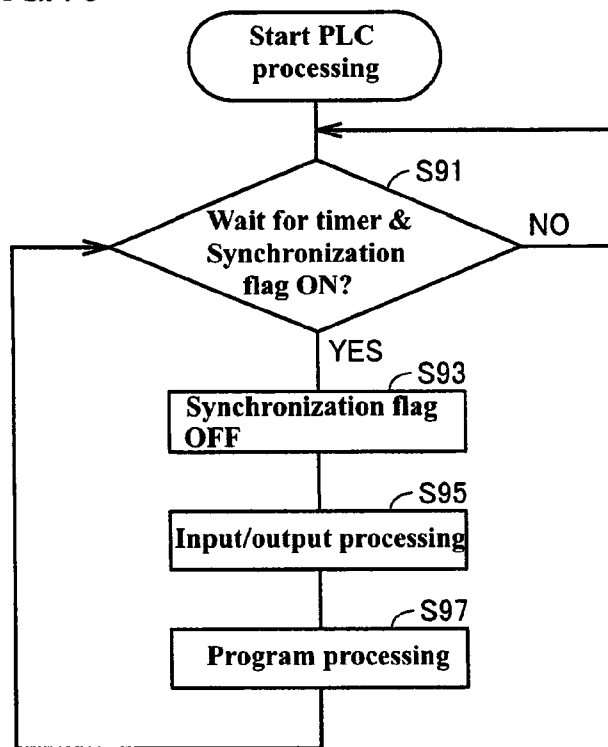 Start PLC
processing
S91
Wait for timer &
Synchronization
flag ON?
NO
YES
S93
Synchronization flag
OFF
S95
Input/output processing
S97
Program processing